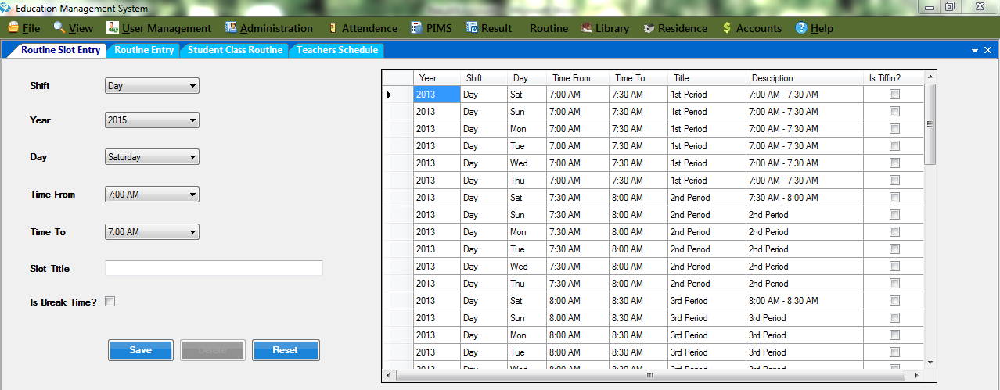 Education Management System
File View User Management Administration Attendence PIMS Result Routine Library Residence Accounts Help
Routine Slot Entry Routine Entry Student Class Routine Teachers Schedule
Shift Day
Year 2015
Day Saturday
Time From 7:00 AM
Time To 7:00 AM
Slot Title
Is Break Time?
Save Delete Reset
Year Shift Day Time From Time To Title Description Is Tiffin?
2013 Day Sat 7:00 AM 7:30 AM 1st Period 7:00 AM - 7:30 AM
2013 Day Sun 7:00 AM 7:30 AM 1st Period 7:00 AM - 7:30 AM
2013 Day Mon 7:00 AM 7:30 AM 1st Period 7:00 AM - 7:30 AM
2013 Day Tue 7:00 AM 7:30 AM 1st Period 7:00 AM - 7:30 AM
2013 Day Wed 7:00 AM 7:30 AM 1st Period 7:00 AM - 7:30 AM
2013 Day Thu 7:00 AM 7:30 AM 1st Period 7:00 AM - 7:30 AM
2013 Day Sat 7:30 AM 8:00 AM 2nd Period 7:30 AM - 8:00 AM
2013 Day Sun 7:30 AM 8:00 AM 2nd Period 2nd Period
2013 Day Mon 7:30 AM 8:00 AM 2nd Period 2nd Period
2013 Day Tue 7:30 AM 8:00 AM 2nd Period 2nd Period
2013 Day Wed 7:30 AM 8:00 AM 2nd Period 2nd Period
2013 Day Thu 7:30 AM 8:00 AM 2nd Period 2nd Period
2013 Day Sat 8:00 AM 8:30 AM 3rd Period 8:00 AM - 8:30 AM
2013 Day Sun 8:00 AM 8:30 AM 3rd Period 3rd Period
2013 Day Mon 8:00 AM 8:30 AM 3rd Period 3rd Period
2013 Day Tue 8:00 AM 8:30 AM 3rd Period 3rd Period
2013 Day Wed 8:00 AM 8:30 AM 3rd Period 3rd Period